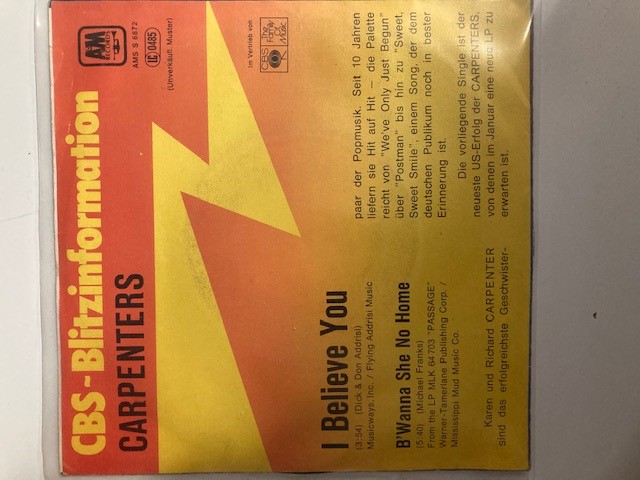 CBS-Blitzinformation
CARPENTERS
A&M
RECORDS
AMS S 6872
LC 0485
(Unverkäufl. Muster)
Im Vertrieb von
CBS The Family Of Music
I Believe You
(3:54) (Dick & Don Addrisi)
Musicways, Inc. / Flying Addrisi Music
B'Wanna She No Home
(5:40) (Michael Franks)
From the LP MLK 64 703 "PASSAGE"
Warner-Tamerlane Publishing Corp. /
Mississippi Mud Music Co.
Karen und Richard CARPENTER
sind das erfolgreichste Geschwister-
paar der Popmusik. Seit 10 Jahren
liefern sie Hit auf Hit – die Palette
reicht von "We've Only Just Begun"
über "Postman" bis hin zu "Sweet,
Sweet Smile", einem Song, der dem
deutschen Publikum noch in bester
Erinnerung ist.
Die vorliegende Single ist der
neueste US-Erfolg der CARPENTERS,
von denen im Januar eine neue LP zu
erwarten ist.